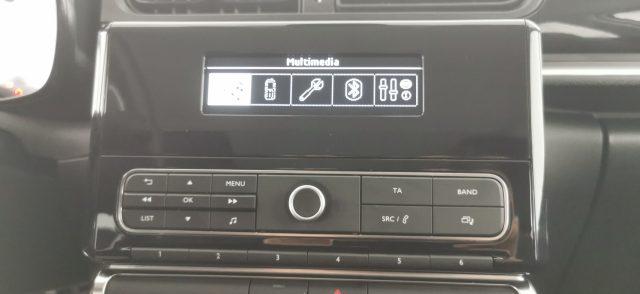 Multimedia
MENU
OK
LIST
TA
BAND
SRC /
1 2 3 4 5 6